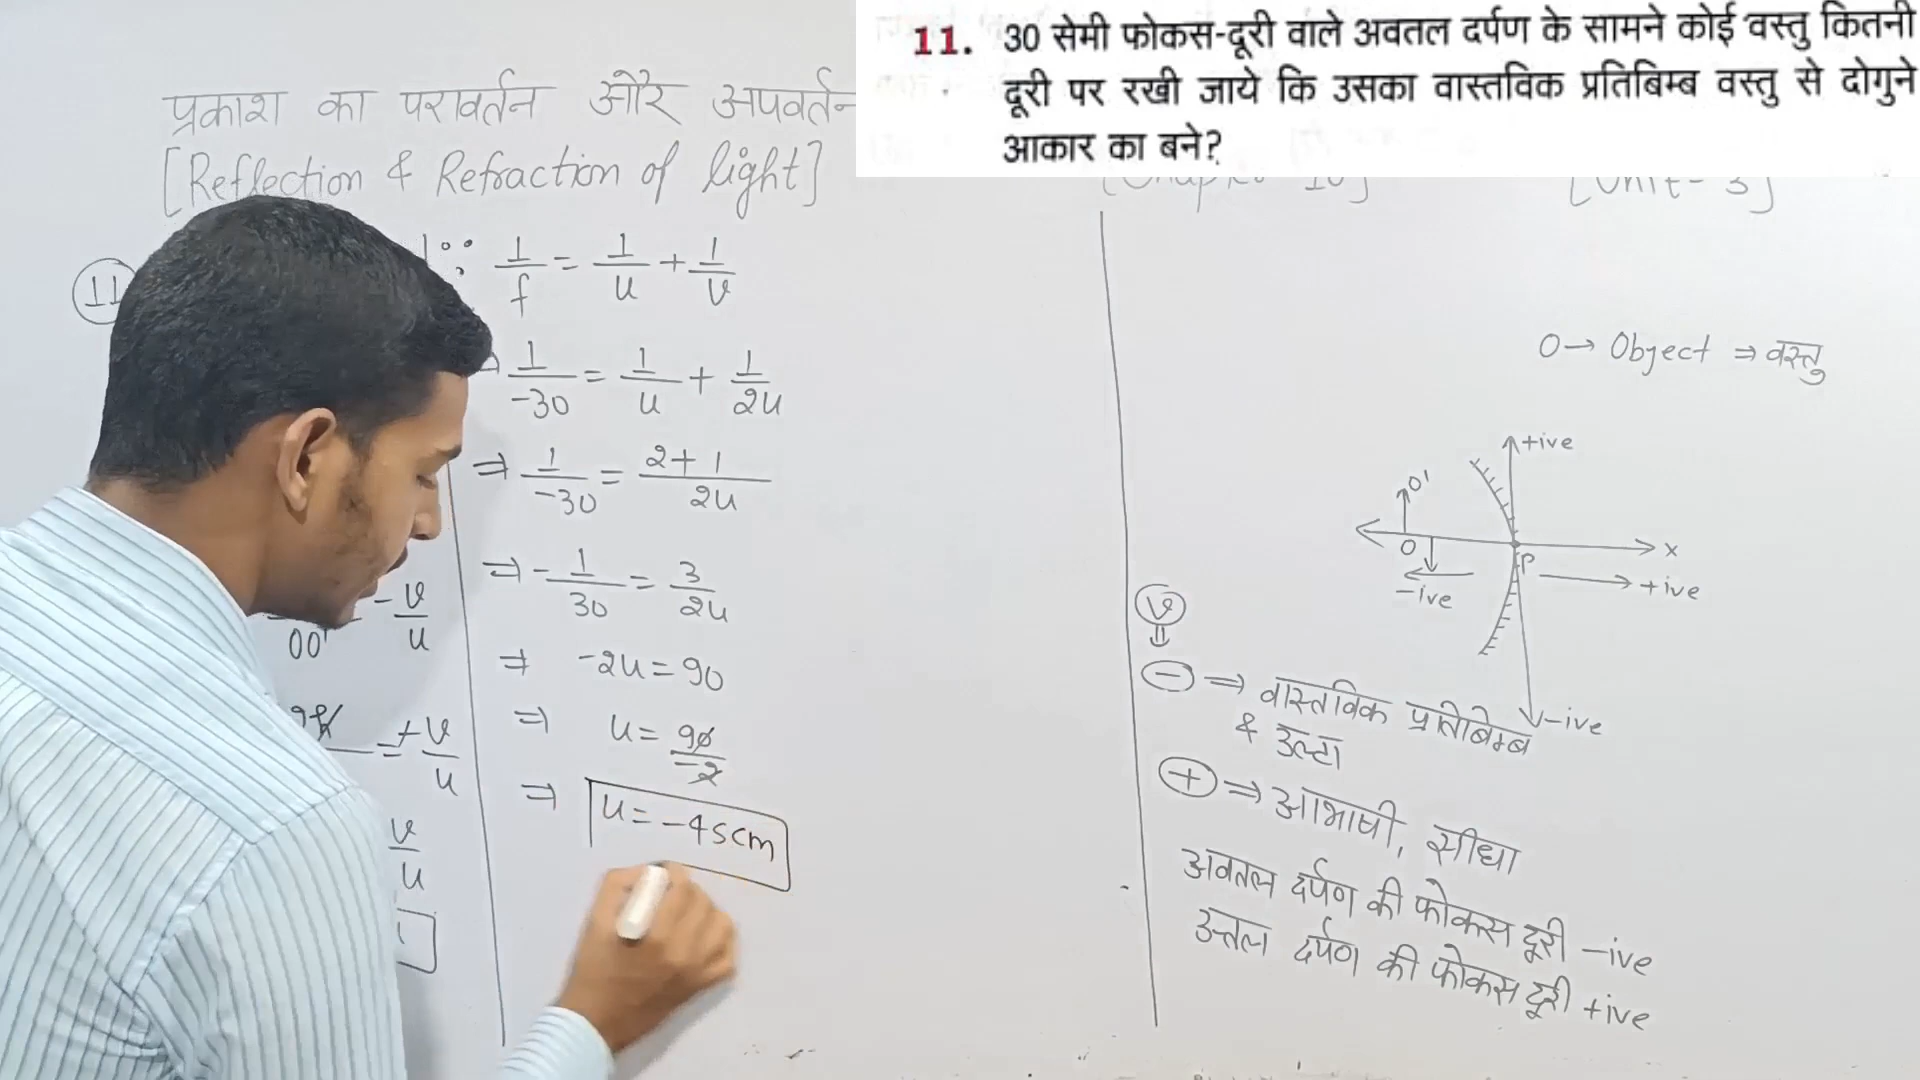 11. 30 सेमी फोकस-दूरी वाले अवतल दर्पण के सामने कोई वस्तु कितनी
दूरी पर रखी जाये कि उसका वास्तविक प्रतिबिम्ब वस्तु से दोगुने
आकार का बने?
प्रकाश का परावर्तन और अपवर्तन
[Reflection & Refraction of light]
11
∵ 1/f = 1/u + 1/v
1/-30 = 1/u + 1/2u
⇒ 1/-30 = 2+1/2u
⇒ -1/30 = 3/2u
⇒ -2u = 90
⇒ u = 90/-2
⇒ u = -45cm
- v/u
00'
= + v/u
v/u
O → Object ⇒ वस्तु
+ive
O'
O
P
x
-ive
+ive
-ive
v
⇓
- ⇒ वास्तविक प्रतिबिम्ब
& उल्टा
+ ⇒ आभाषी, सीधा
अवतल दर्पण की फोकस दूरी -ive
उत्तल दर्पण की फोकस दूरी +ive